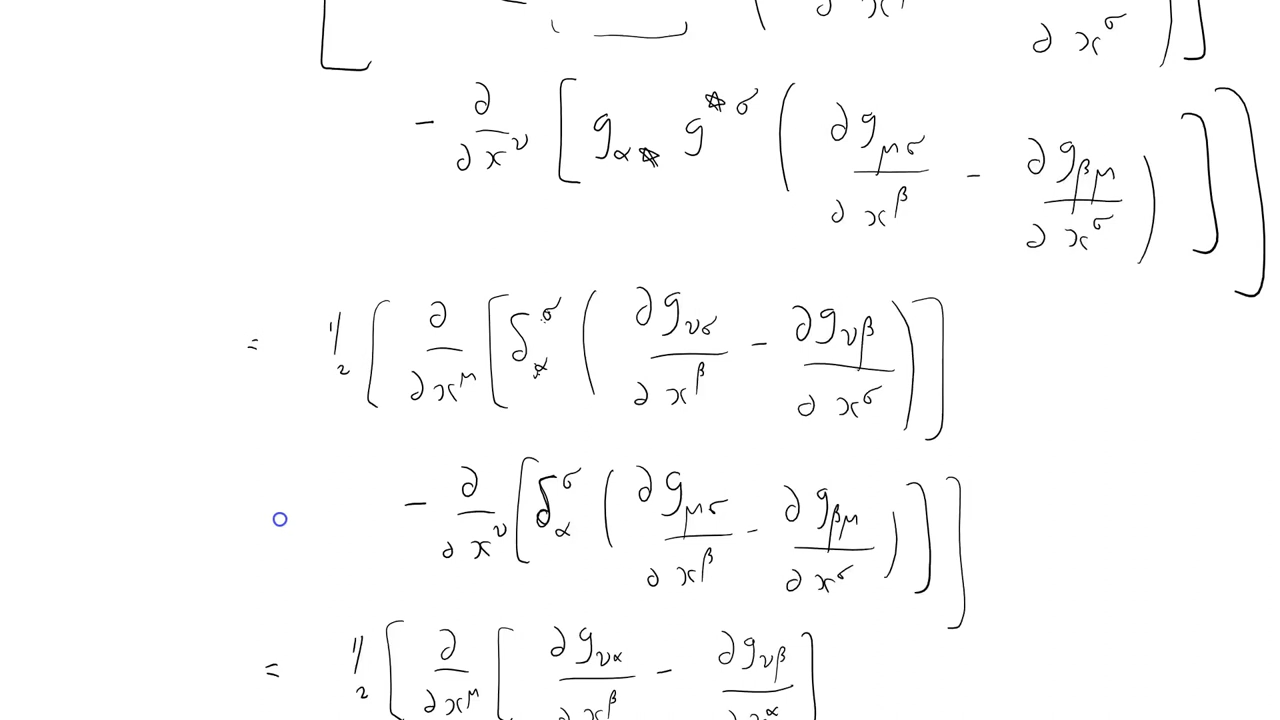 ∂ x^σ ) ]
- ∂/∂x^ν [ g_{α☆} g^{☆σ} ( ∂g_{μσ}/∂x^β - ∂g_{βμ}/∂x^σ ) ] ]
= 1/2 [ ∂/∂x^μ [ δ_α^σ ( ∂g_{νσ}/∂x^β - ∂g_{νβ}/∂x^σ ) ]
- ∂/∂x^ν [ δ_α^σ ( ∂g_{μσ}/∂x^β - ∂g_{βμ}/∂x^σ ) ] ]
= 1/2 [ ∂/∂x^μ [ ∂g_{να}/∂x^β - ∂g_{νβ}/∂x^α ]